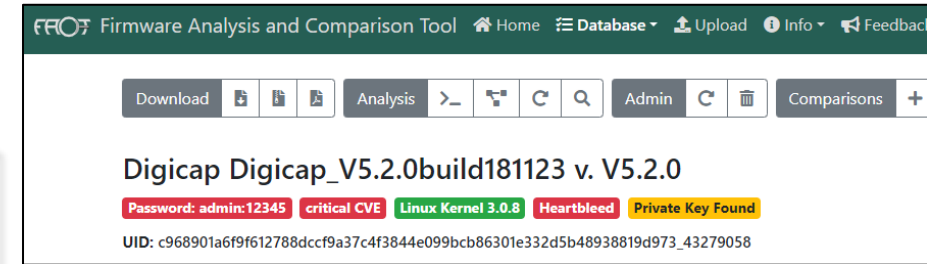 FACT Firmware Analysis and Comparison Tool Home Database Upload Info Feedback
Download Analysis >_ Admin Comparisons +
Digicap Digicap_V5.2.0build181123 v. V5.2.0
Password: admin:12345 critical CVE Linux Kernel 3.0.8 Heartbleed Private Key Found
UID: c968901a6f9f612788dccf9a37c4f3844e099bcb86301e332d5b48938819d973_43279058